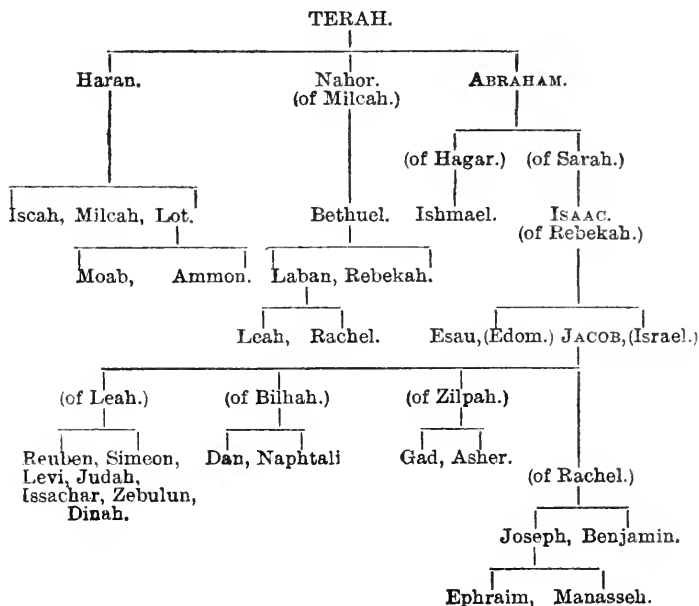 TERAH.
Haran. Nahor. ABRAHAM.
(of Milcah.)
(of Hagar.) (of Sarah.)
Iscah, Milcah, Lot. Bethuel. Ishmael. ISAAC.
(of Rebekah.)
Moab, Ammon. Laban, Rebekah.
Leah, Rachel. Esau, (Edom.) JACOB, (Israel.)
(of Leah.) (of Bilhah.) (of Zilpah.)
Reuben, Simeon, Dan, Naphtali Gad, Asher.
Levi, Judah, (of Rachel.)
Issachar, Zebulun,
Dinah.
Joseph, Benjamin.
Ephraim, Manasseh.